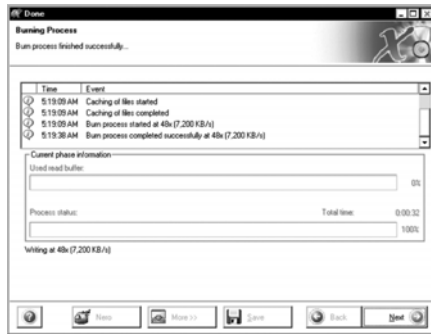 Done
Burning Process
Burn process finished successfully...
Time Event
5:19:09 AM Caching of files started
5:19:09 AM Caching of files completed
5:19:09 AM Burn process started at 48x (7,200 KB/s)
5:19:38 AM Burn process completed successfully at 48x (7,200 KB/s)
Current phase information
Used read buffer:
0%
Process status: Total time: 0:00:32
100%
Writing at 48x (7,200 KB/s)
Nero More >> Save Back Next